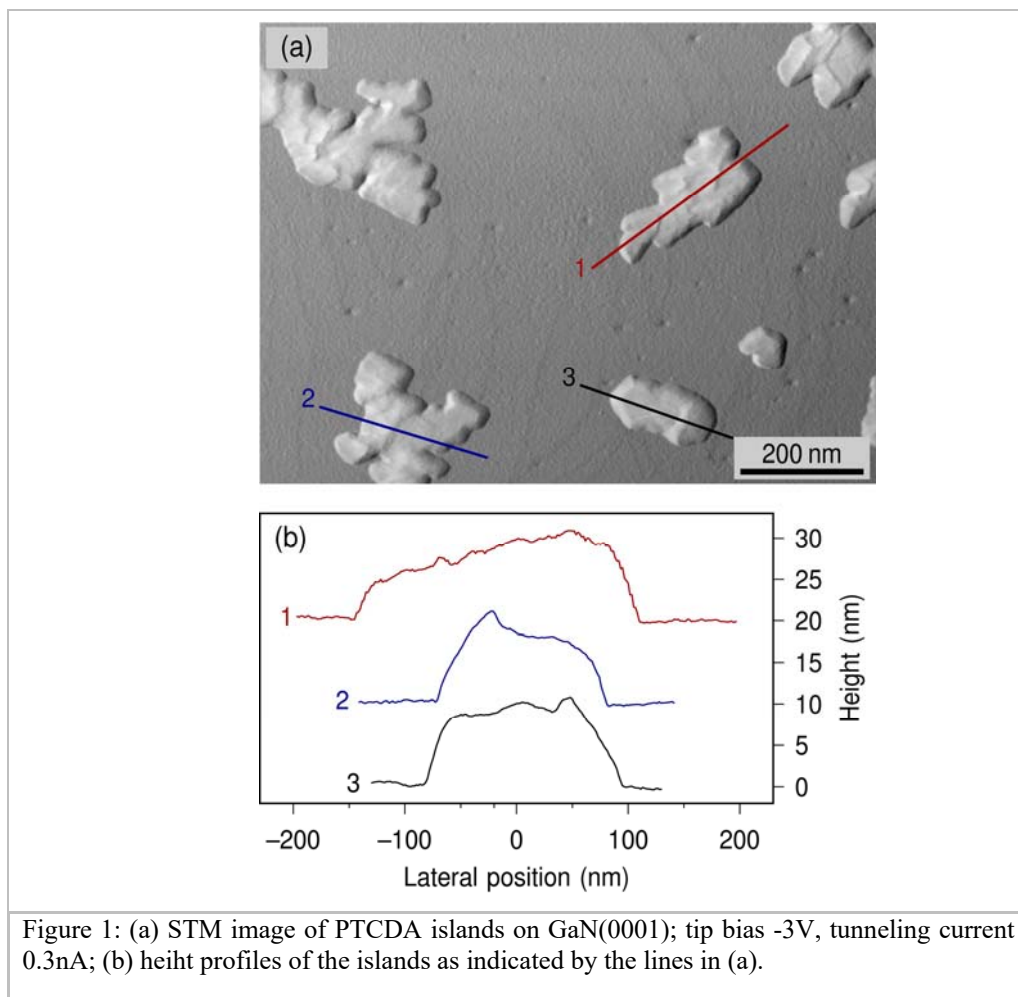 (a)
1
2
3
200 nm
(b)
1
2
3
30
25
20
15
10
5
0
Height (nm)
–200
–100
0
100
200
Lateral position (nm)
Figure 1: (a) STM image of PTCDA islands on GaN(0001); tip bias -3V, tunneling current
0.3nA; (b) heiht profiles of the islands as indicated by the lines in (a).